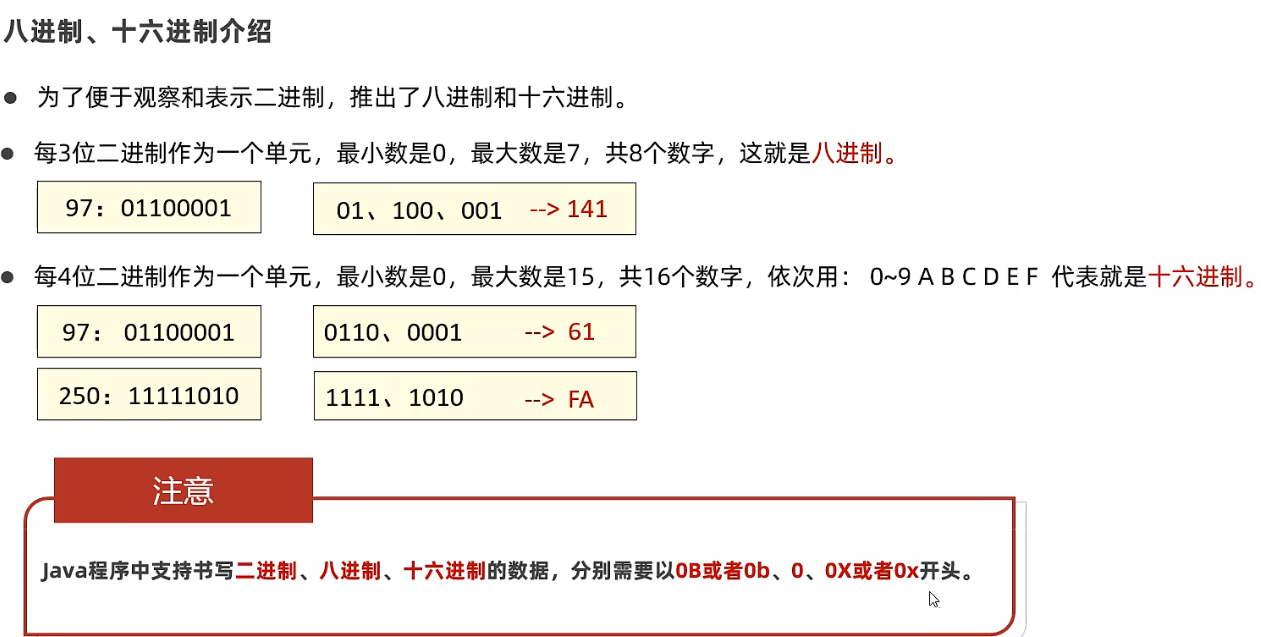 八进制、十六进制介绍
● 为了便于观察和表示二进制，推出了八进制和十六进制。
● 每3位二进制作为一个单元，最小数是0，最大数是7，共8个数字，这就是八进制。
97：01100001
01、100、001 --> 141
● 每4位二进制作为一个单元，最小数是0，最大数是15，共16个数字，依次用： 0~9 A B C D E F 代表就是十六进制。
97： 01100001
0110、0001 --> 61
250：11111010
1111、1010 --> FA
注意
Java程序中支持书写二进制、八进制、十六进制的数据，分别需要以0B或者0b、0、0X或者0x开头。